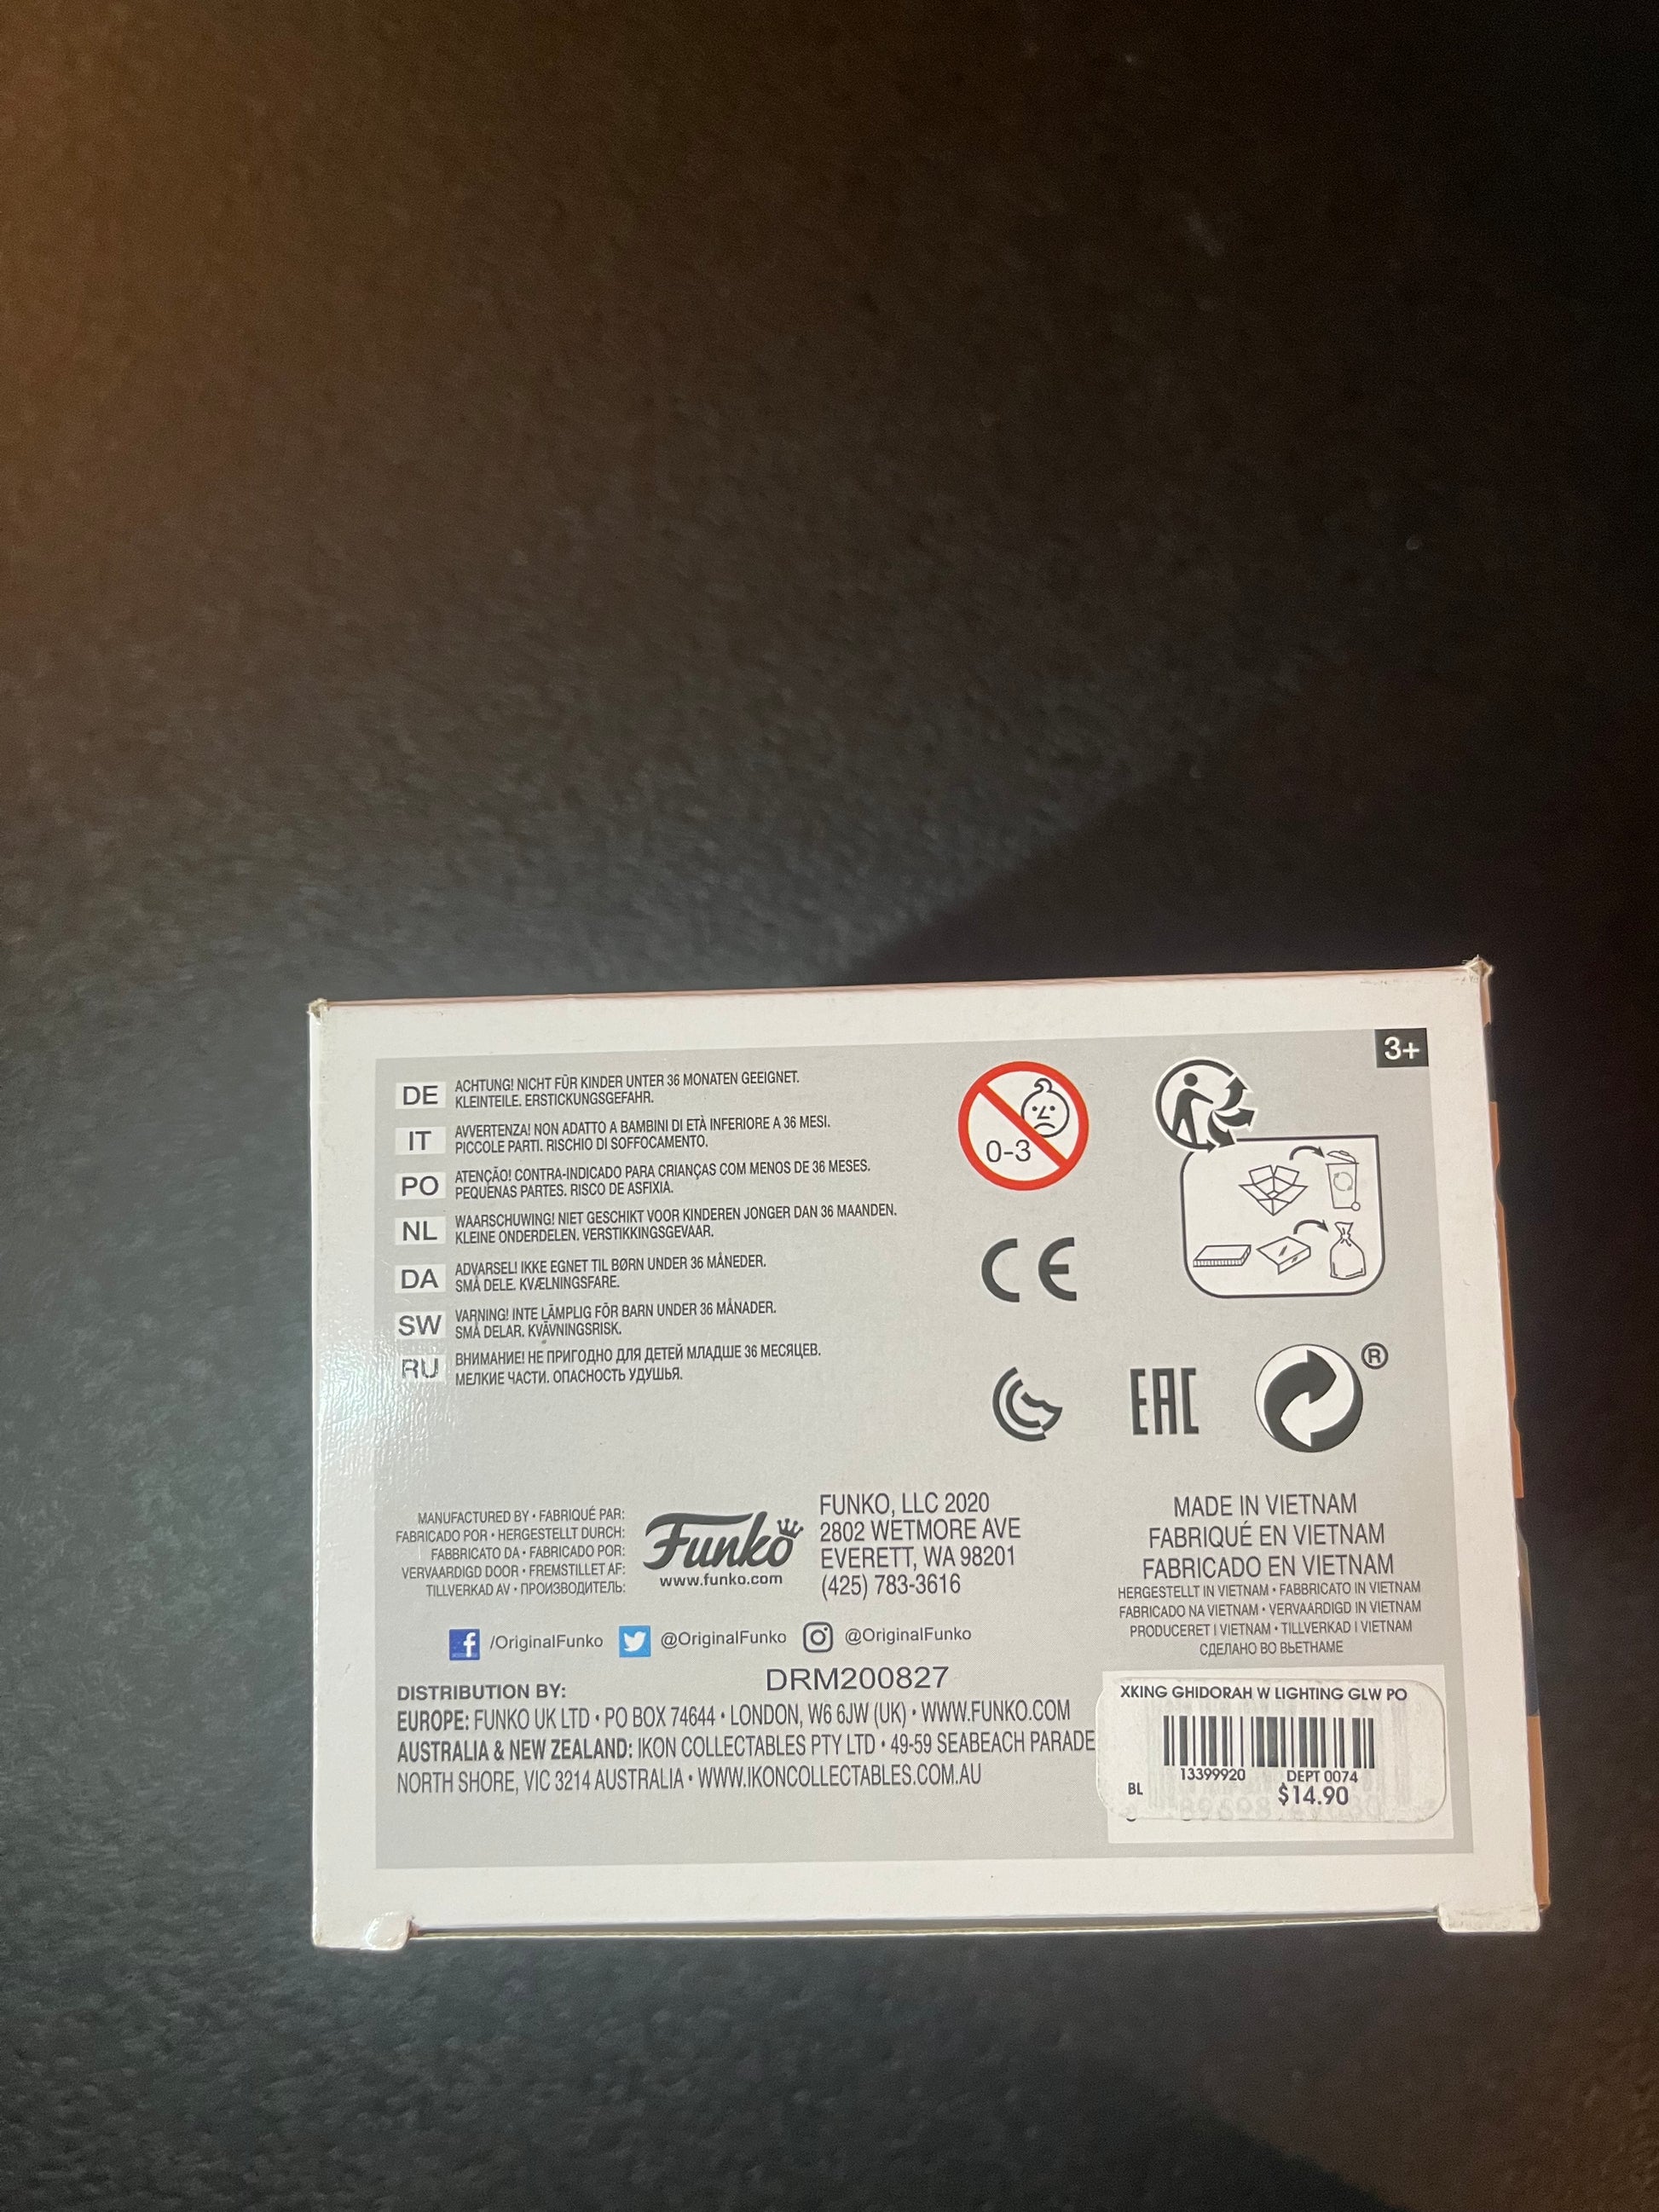 3+
DE
ACHTUNG! NICHT FÜR KINDER UNTER 36 MONATEN GEEIGNET.
KLEINTEILE. ERSTICKUNGSGEFAHR.
IT
AVVERTENZA! NON ADATTO A BAMBINI DI ETÀ INFERIORE A 36 MESI.
PICCOLE PARTI. RISCHIO DI SOFFOCAMENTO.
PO
ATENÇÃO! CONTRA-INDICADO PARA CRIANÇAS COM MENOS DE 36 MESES.
PEQUENAS PARTES. RISCO DE ASFIXIA.
NL
WAARSCHUWING! NIET GESCHIKT VOOR KINDEREN JONGER DAN 36 MAANDEN.
KLEINE ONDERDELEN. VERSTIKKINGSGEVAAR.
DA
ADVARSEL! IKKE EGNET TIL BØRN UNDER 36 MÅNEDER.
SMÅ DELE. KVÆLNINGSFARE.
SW
VARNING! INTE LÄMPLIG FÖR BARN UNDER 36 MÅNADER.
SMÅ DELAR. KVÄVNINGSRISK.
RU
ВНИМАНИЕ! НЕ ПРИГОДНО ДЛЯ ДЕТЕЙ МЛАДШЕ 36 МЕСЯЦЕВ.
МЕЛКИЕ ЧАСТИ. ОПАСНОСТЬ УДУШЬЯ.
0-3
CE
EAC
®
MANUFACTURED BY • FABRIQUÉ PAR:
FABRICADO POR • HERGESTELLT DURCH:
FABBRICATO DA • FABRICADO POR:
VERVAARDIGD DOOR • FREMSTILLET AF:
TILLVERKAD AV • ПРОИЗВОДИТЕЛЬ:
Funko
www.funko.com
FUNKO, LLC 2020
2802 WETMORE AVE
EVERETT, WA 98201
(425) 783-3616
MADE IN VIETNAM
FABRIQUÉ EN VIETNAM
FABRICADO EN VIETNAM
HERGESTELLT IN VIETNAM • FABBRICATO IN VIETNAM
FABRICADO NA VIETNAM • VERVAARDIGD IN VIETNAM
PRODUCERET I VIETNAM • TILLVERKAD I VIETNAM
СДЕЛАНО ВО ВЬЕТНАМЕ
/OriginalFunko @OriginalFunko @OriginalFunko
DRM200827
DISTRIBUTION BY:
EUROPE: FUNKO UK LTD • PO BOX 74644 • LONDON, W6 6JW (UK) • WWW.FUNKO.COM
AUSTRALIA & NEW ZEALAND: IKON COLLECTABLES PTY LTD • 49-59 SEABEACH PARADE
NORTH SHORE, VIC 3214 AUSTRALIA • WWW.IKONCOLLECTABLES.COM.AU
XKING GHIDORAH W LIGHTING GLW PO
13399920 DEPT 0074
BL $14.90